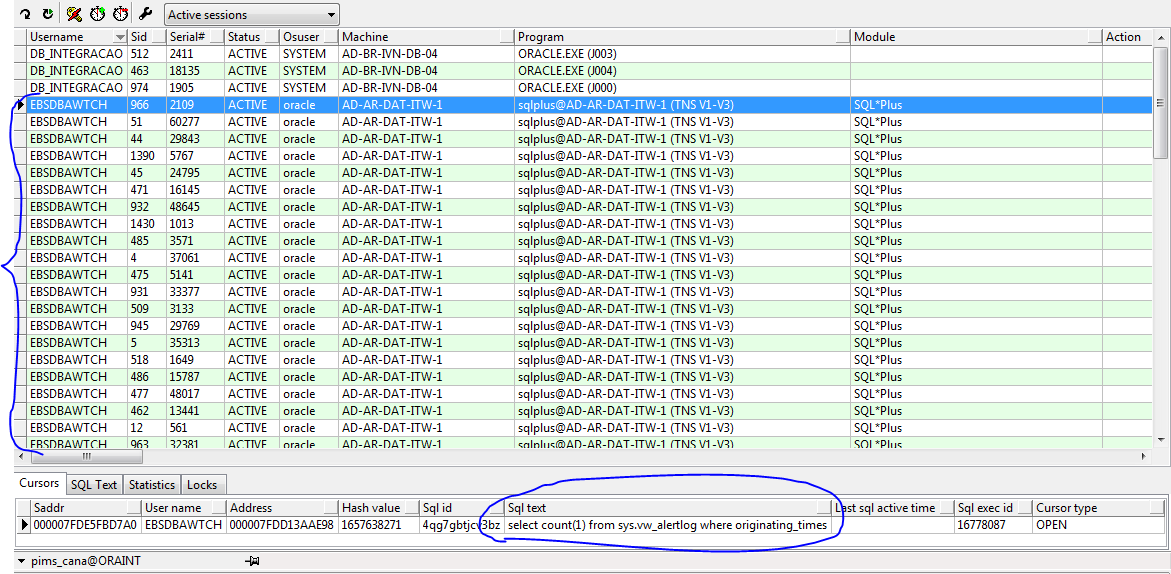 Active sessions
Username Sid Serial# Status Osuser Machine Program Module Action
DB_INTEGRACAO 512 2411 ACTIVE SYSTEM AD-BR-IVN-DB-04 ORACLE.EXE (J003)
DB_INTEGRACAO 463 18135 ACTIVE SYSTEM AD-BR-IVN-DB-04 ORACLE.EXE (J004)
DB_INTEGRACAO 974 1905 ACTIVE SYSTEM AD-BR-IVN-DB-04 ORACLE.EXE (J000)
EBSDBAWTCH 966 2109 ACTIVE oracle AD-AR-DAT-ITW-1 sqlplus@AD-AR-DAT-ITW-1 (TNS V1-V3) SQL*Plus
EBSDBAWTCH 51 60277 ACTIVE oracle AD-AR-DAT-ITW-1 sqlplus@AD-AR-DAT-ITW-1 (TNS V1-V3) SQL*Plus
EBSDBAWTCH 44 29843 ACTIVE oracle AD-AR-DAT-ITW-1 sqlplus@AD-AR-DAT-ITW-1 (TNS V1-V3) SQL*Plus
EBSDBAWTCH 1390 5767 ACTIVE oracle AD-AR-DAT-ITW-1 sqlplus@AD-AR-DAT-ITW-1 (TNS V1-V3) SQL*Plus
EBSDBAWTCH 45 24795 ACTIVE oracle AD-AR-DAT-ITW-1 sqlplus@AD-AR-DAT-ITW-1 (TNS V1-V3) SQL*Plus
EBSDBAWTCH 471 16145 ACTIVE oracle AD-AR-DAT-ITW-1 sqlplus@AD-AR-DAT-ITW-1 (TNS V1-V3) SQL*Plus
EBSDBAWTCH 932 48645 ACTIVE oracle AD-AR-DAT-ITW-1 sqlplus@AD-AR-DAT-ITW-1 (TNS V1-V3) SQL*Plus
EBSDBAWTCH 1430 1013 ACTIVE oracle AD-AR-DAT-ITW-1 sqlplus@AD-AR-DAT-ITW-1 (TNS V1-V3) SQL*Plus
EBSDBAWTCH 485 3571 ACTIVE oracle AD-AR-DAT-ITW-1 sqlplus@AD-AR-DAT-ITW-1 (TNS V1-V3) SQL*Plus
EBSDBAWTCH 4 37061 ACTIVE oracle AD-AR-DAT-ITW-1 sqlplus@AD-AR-DAT-ITW-1 (TNS V1-V3) SQL*Plus
EBSDBAWTCH 475 5141 ACTIVE oracle AD-AR-DAT-ITW-1 sqlplus@AD-AR-DAT-ITW-1 (TNS V1-V3) SQL*Plus
EBSDBAWTCH 931 33377 ACTIVE oracle AD-AR-DAT-ITW-1 sqlplus@AD-AR-DAT-ITW-1 (TNS V1-V3) SQL*Plus
EBSDBAWTCH 509 3133 ACTIVE oracle AD-AR-DAT-ITW-1 sqlplus@AD-AR-DAT-ITW-1 (TNS V1-V3) SQL*Plus
EBSDBAWTCH 945 29769 ACTIVE oracle AD-AR-DAT-ITW-1 sqlplus@AD-AR-DAT-ITW-1 (TNS V1-V3) SQL*Plus
EBSDBAWTCH 5 35313 ACTIVE oracle AD-AR-DAT-ITW-1 sqlplus@AD-AR-DAT-ITW-1 (TNS V1-V3) SQL*Plus
EBSDBAWTCH 518 1649 ACTIVE oracle AD-AR-DAT-ITW-1 sqlplus@AD-AR-DAT-ITW-1 (TNS V1-V3) SQL*Plus
EBSDBAWTCH 486 15787 ACTIVE oracle AD-AR-DAT-ITW-1 sqlplus@AD-AR-DAT-ITW-1 (TNS V1-V3) SQL*Plus
EBSDBAWTCH 477 48017 ACTIVE oracle AD-AR-DAT-ITW-1 sqlplus@AD-AR-DAT-ITW-1 (TNS V1-V3) SQL*Plus
EBSDBAWTCH 462 13441 ACTIVE oracle AD-AR-DAT-ITW-1 sqlplus@AD-AR-DAT-ITW-1 (TNS V1-V3) SQL*Plus
EBSDBAWTCH 12 561 ACTIVE oracle AD-AR-DAT-ITW-1 sqlplus@AD-AR-DAT-ITW-1 (TNS V1-V3) SQL*Plus
EBSDBAWTCH 963 32381 ACTIVE oracle AD-AR-DAT-ITW-1 sqlplus@AD-AR-DAT-ITW-1 (TNS V1-V3) SQL*Plus
Cursors SQL Text Statistics Locks
Saddr User name Address Hash value Sql id Sql text Last sql active time Sql exec id Cursor type
000007FDE5FBD7A0 EBSDBAWTCH 000007FDD13AAE98 1657638271 4qg7gbtjcv3bz select count(1) from sys.vw_alertlog where originating_times 16778087 OPEN
pims_cana@ORAINT